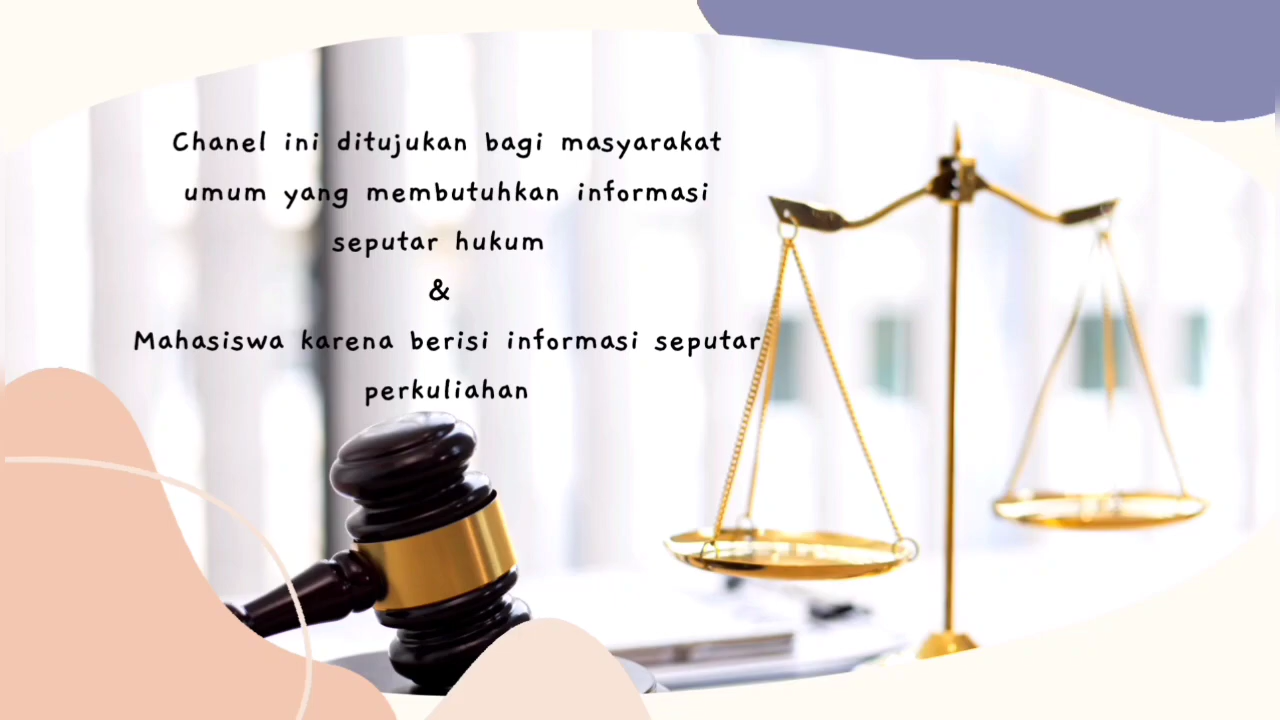 Chanel ini ditujukan bagi masyarakat
umum yang membutuhkan informasi
seputar hukum
&
Mahasiswa karena berisi informasi seputar
perkuliahan